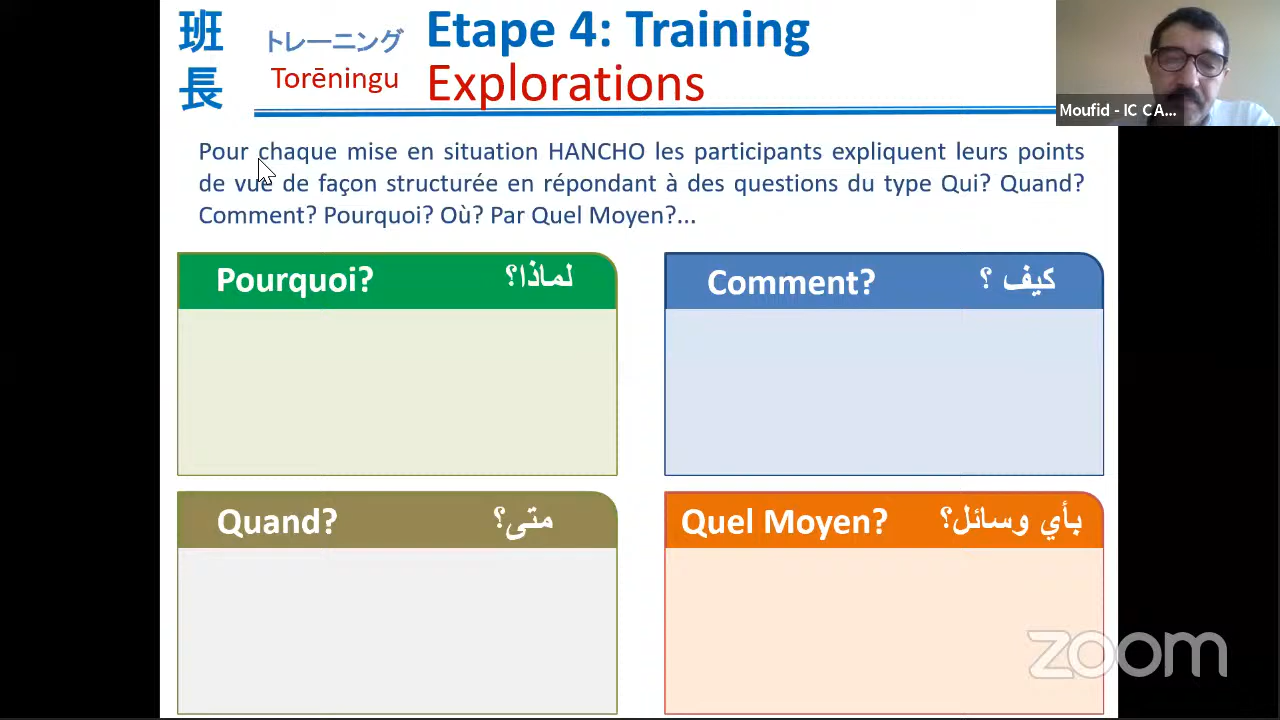 班
長
トレーニング
Torēningu
Etape 4: Training
Explorations
Moufid - IC C A...
Pour chaque mise en situation HANCHO les participants expliquent leurs points
de vue de façon structurée en répondant à des questions du type Qui? Quand?
Comment? Pourquoi? Où? Par Quel Moyen?...
Pourquoi? لماذا؟
Comment? كيف ؟
Quand? متى؟
Quel Moyen? بأي وسائل؟
zoom